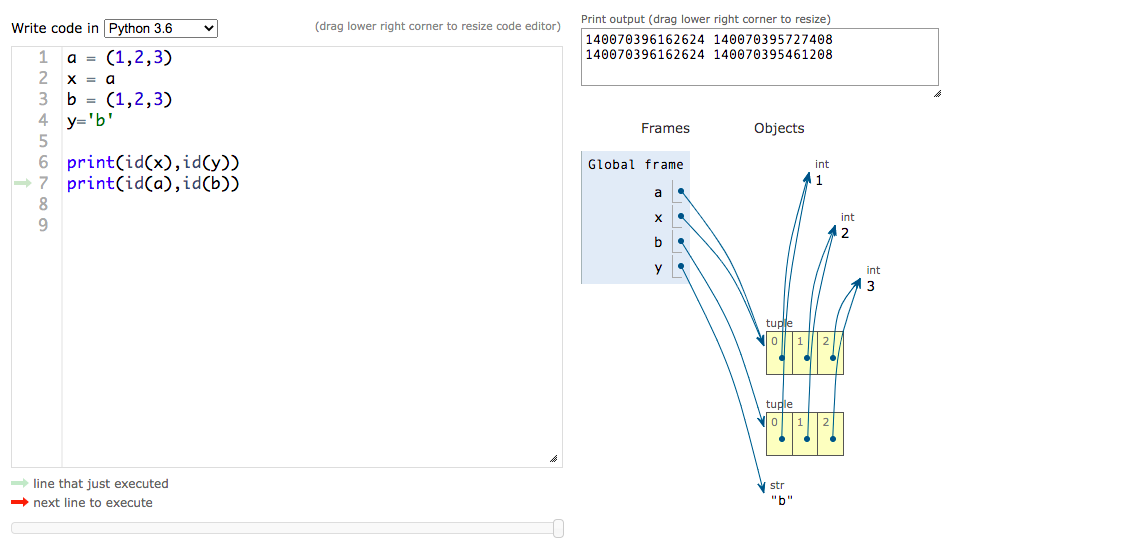 Write code in Python 3.6
(drag lower right corner to resize code editor)
1 a = (1,2,3)
2 x = a
3 b = (1,2,3)
4 y='b'
5
6 print(id(x),id(y))
7 print(id(a),id(b))
8
9
line that just executed
next line to execute
Print output (drag lower right corner to resize)
140070396162624 140070395727408
140070396162624 140070395461208
Frames Objects
Global frame
a
x
b
y
int
1
int
2
int
3
tuple
0 1 2
tuple
0 1 2
str
"b"